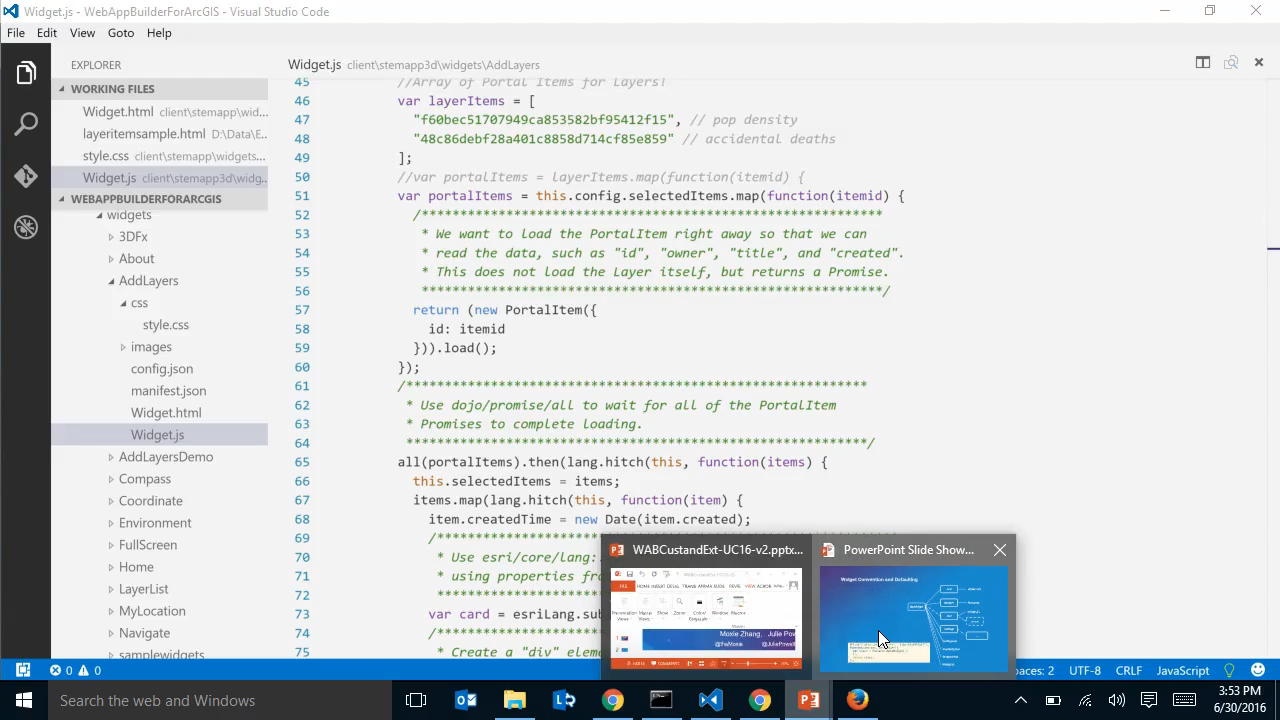 Widget.js - WebAppBuilderForArcGIS - Visual Studio Code
File Edit View Goto Help
EXPLORER
WORKING FILES
Widget.html client\stemapp\wid...
layeritemsample.html D:\Data\E...
style.css client\stemapp\widgets...
Widget.js client\stemapp3d\widg...
WEBAPPBUILDERFORARCGIS
widgets
3DFx
About
AddLayers
css
style.css
images
config.json
manifest.json
Widget.html
Widget.js
AddLayersDemo
Compass
Coordinate
Environment
FullScreen
Home
LayerList
MyLocation
Navigate
samplewidgets
Widget.js client\stemapp3d\widgets\AddLayers
45 //Array of Portal Items for Layers!
46 var layerItems = [
47 "f60bec51707949ca853582bf95412f15", // pop density
48 "48c86debf28a401c8858d714cf85e859" // accidental deaths
49 ];
50 //var portalItems = layerItems.map(function(itemid) {
51 var portalItems = this.config.selectedItems.map(function(itemid) {
52 /************************************************************
53 * We want to load the PortalItem right away so that we can
54 * read the data, such as "id", "owner", "title", and "created".
55 * This does not load the Layer itself, but returns a Promise.
56 ************************************************************/
57 return (new PortalItem({
58 id: itemid
59 })).load();
60 });
61 /************************************************************
62 * Use dojo/promise/all to wait for all of the PortalItem
63 * Promises to complete loading.
64 ************************************************************/
65 all(portalItems).then(lang.hitch(this, function(items) {
66 this.selectedItems = items;
67 items.map(lang.hitch(this, function(item) {
68 item.createdTime = new Date(item.created);
69 /************
70 * Use esri/core/Lang:
71 * using properties fro
72 *************
73 var card = esriLang.sub
74 /************
75 * Create a "div" eleme
WABCustandExt-UC16-v2.pptx...
PowerPoint Slide Show...
Moxie Zhang, Julie Pow
@theMoxie @JuliePowell
Widget Convention and Defaulting
0 0
Spaces: 2 UTF-8 CRLF JavaScript
Search the web and Windows
6/30/2016